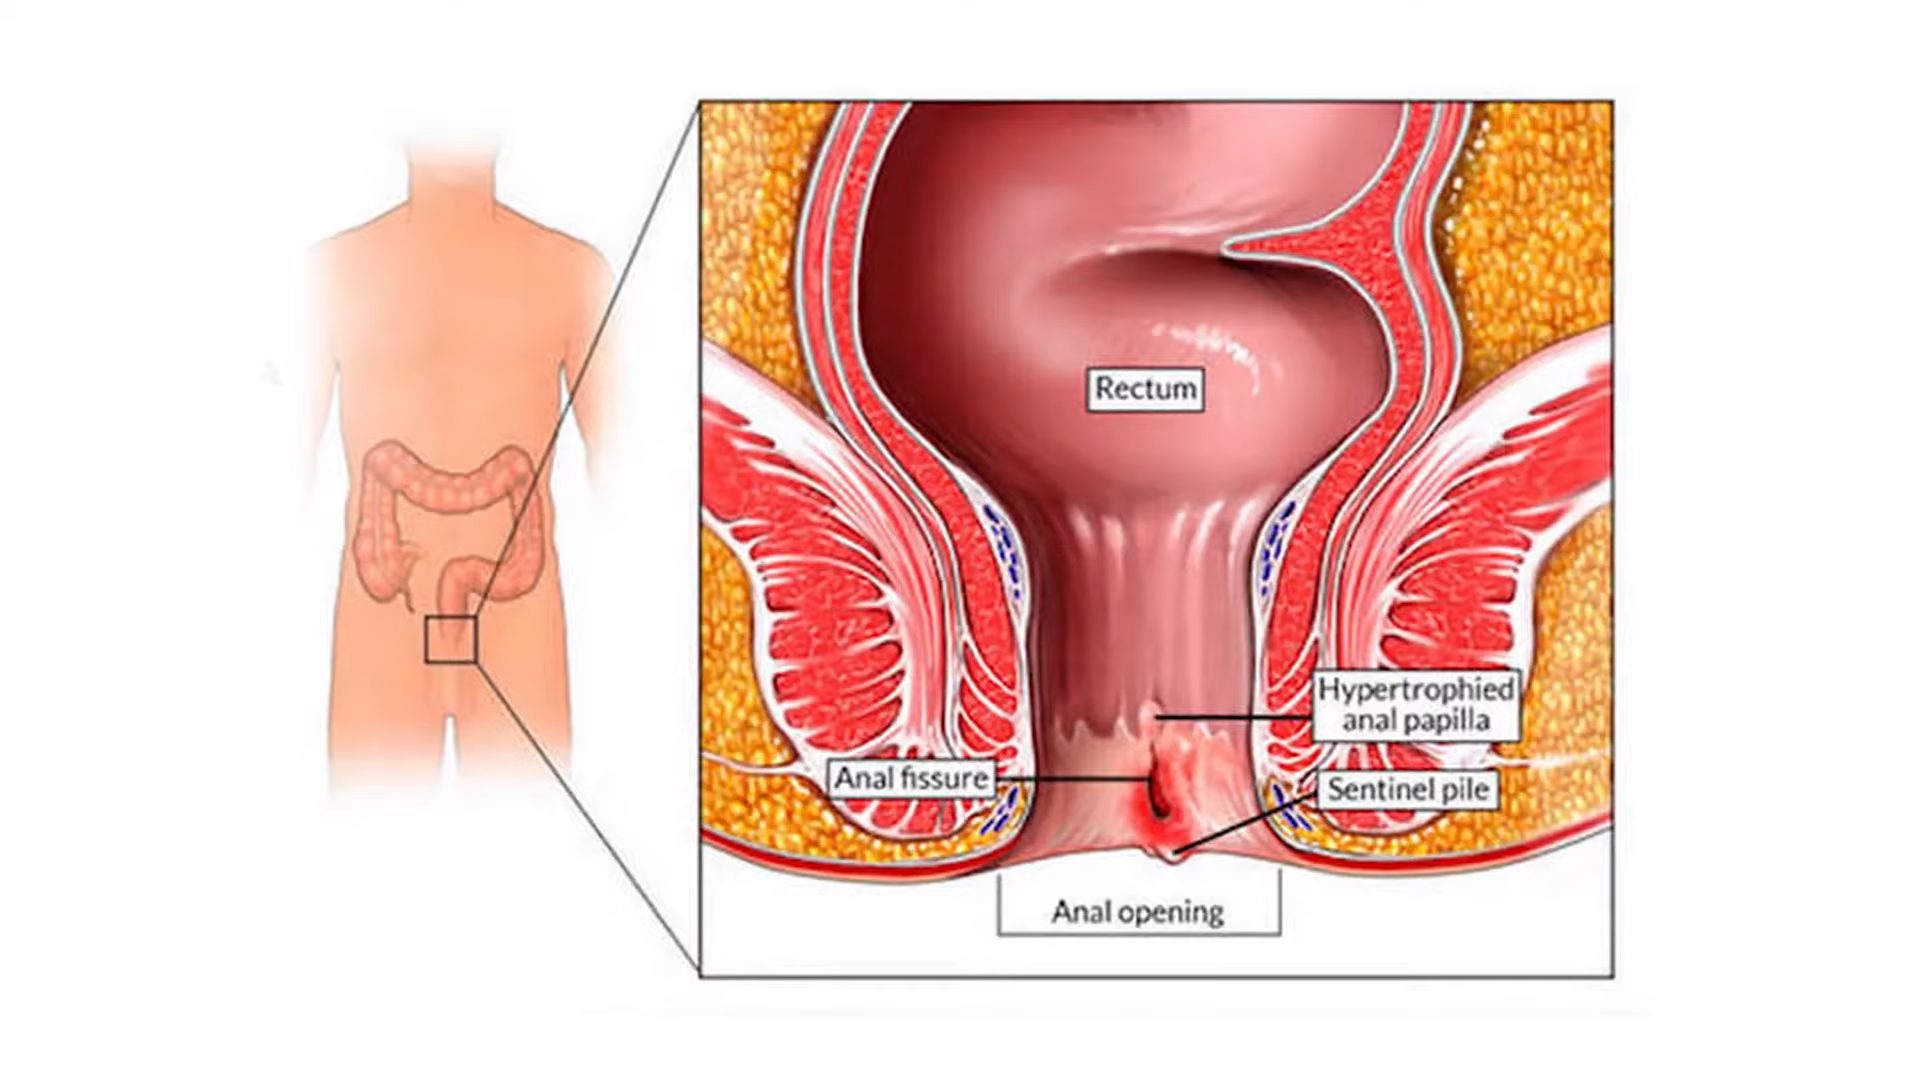 Rectum
Hypertrophied
anal papilla
Anal fissure
Sentinel pile
Anal opening